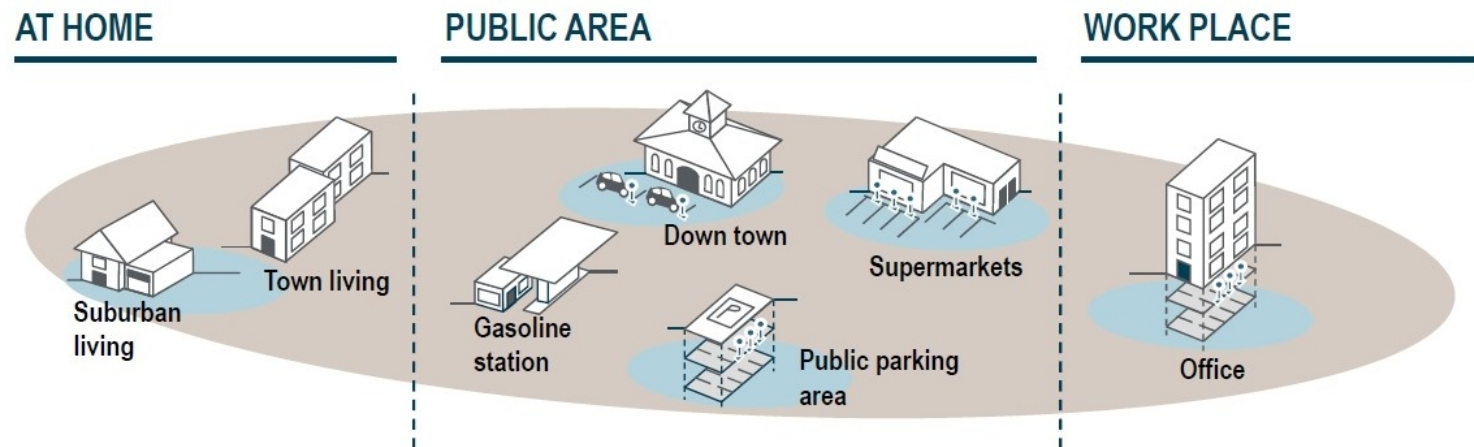 AT HOME
PUBLIC AREA
WORK PLACE
Down town
Supermarkets
Town living
Suburban
living
Gasoline
station
P
Public parking
area
Office